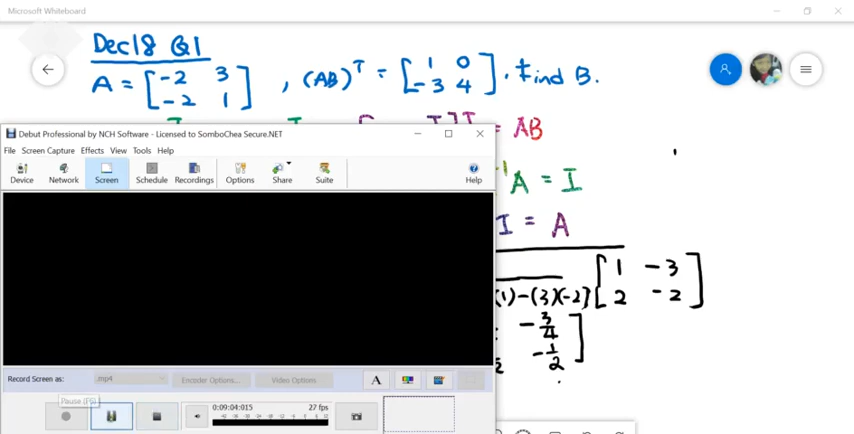 Microsoft Whiteboard
Dec18 Q1
A = [-2 3
-2 1] , (AB)ᵀ = [1 0
-3 4] . Find B.
= AB
A = I
I = A
[1 -3
2 -2]
(1)-(3)(-2)
-3/4
-1/2
Debut Professional by NCH Software - Licensed to SomboChea Secure.NET
File Screen Capture Effects View Tools Help
Device Network Screen Schedule Recordings Options Share Suite Help
Record Screen as: .mp4 Encoder Options... Video Options A
Pause (F6)
0:09:04:015 27 fps